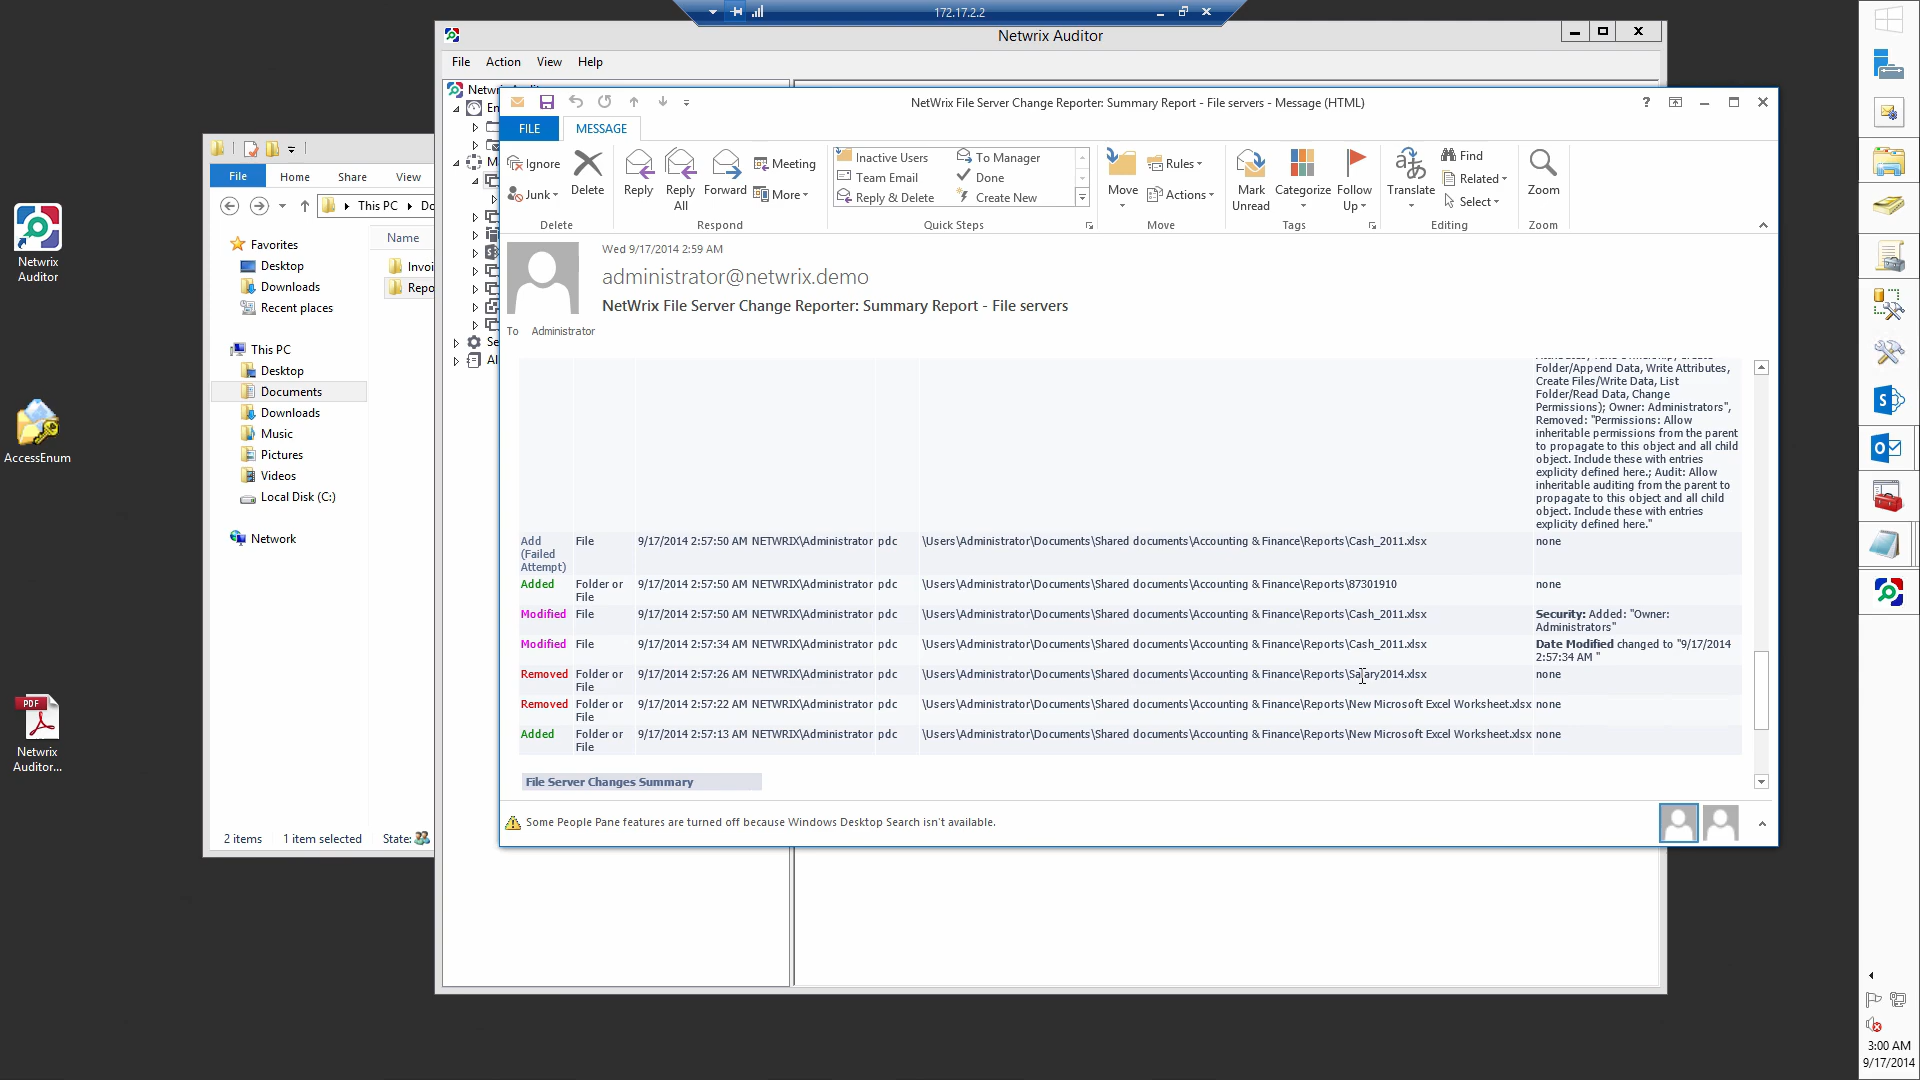 172.17.2.2
Netwrix Auditor
File Action View Help
NetWrix File Server Change Reporter: Summary Report - File servers - Message (HTML)
FILE MESSAGE
Ignore
Junk
Delete
Delete
Reply
Reply All
Forward
Meeting
More
Respond
Inactive Users
Team Email
Reply & Delete
To Manager
Done
Create New
Quick Steps
Move
Rules
Actions
Move
Mark Unread
Categorize
Follow Up
Tags
Translate
Find
Related
Select
Editing
Zoom
Zoom
Wed 9/17/2014 2:59 AM
administrator@netwrix.demo
NetWrix File Server Change Reporter: Summary Report - File servers
To Administrator
Folder/Append Data, Write Attributes,
Create Files/Write Data, List
Folder/Read Data, Change
Permissions); Owner: Administrators",
Removed: "Permissions: Allow
inheritable permissions from the parent
to propagate to this object and all child
object. Include these with entries
explicity defined here.; Audit: Allow
inheritable auditing from the parent to
propagate to this object and all child
object. Include these with entries
explicity defined here."
Add (Failed Attempt) File 9/17/2014 2:57:50 AM NETWRIX\Administrator pdc \Users\Administrator\Documents\Shared documents\Accounting & Finance\Reports\Cash_2011.xlsx none
Added Folder or File 9/17/2014 2:57:50 AM NETWRIX\Administrator pdc \Users\Administrator\Documents\Shared documents\Accounting & Finance\Reports\87301910 none
Modified File 9/17/2014 2:57:50 AM NETWRIX\Administrator pdc \Users\Administrator\Documents\Shared documents\Accounting & Finance\Reports\Cash_2011.xlsx Security: Added: "Owner: Administrators"
Modified File 9/17/2014 2:57:34 AM NETWRIX\Administrator pdc \Users\Administrator\Documents\Shared documents\Accounting & Finance\Reports\Cash_2011.xlsx Date Modified changed to "9/17/2014 2:57:34 AM "
Removed Folder or File 9/17/2014 2:57:26 AM NETWRIX\Administrator pdc \Users\Administrator\Documents\Shared documents\Accounting & Finance\Reports\Salary2014.xlsx none
Removed Folder or File 9/17/2014 2:57:22 AM NETWRIX\Administrator pdc \Users\Administrator\Documents\Shared documents\Accounting & Finance\Reports\New Microsoft Excel Worksheet.xlsx none
Added Folder or File 9/17/2014 2:57:13 AM NETWRIX\Administrator pdc \Users\Administrator\Documents\Shared documents\Accounting & Finance\Reports\New Microsoft Excel Worksheet.xlsx none
File Server Changes Summary
Some People Pane features are turned off because Windows Desktop Search isn't available.
File Home Share View
This PC
Name
Favorites
Desktop
Downloads
Recent places
This PC
Desktop
Documents
Downloads
Music
Pictures
Videos
Local Disk (C:)
Network
2 items 1 item selected State:
Netwrix Auditor
AccessEnum
PDF
Netwrix Auditor...
3:00 AM
9/17/2014